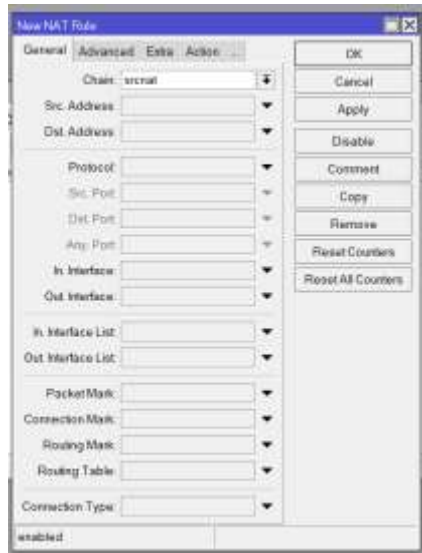 New NAT Rule
General Advanced Extra Action ...
Chain: srcnat
Src. Address:
Dst. Address:
Protocol:
Src. Port:
Dst. Port:
Any. Port:
In. Interface:
Out. Interface:
In. Interface List:
Out. Interface List:
Packet Mark:
Connection Mark:
Routing Mark:
Routing Table:
Connection Type:
enabled
OK
Cancel
Apply
Disable
Comment
Copy
Remove
Reset Counters
Reset All Counters